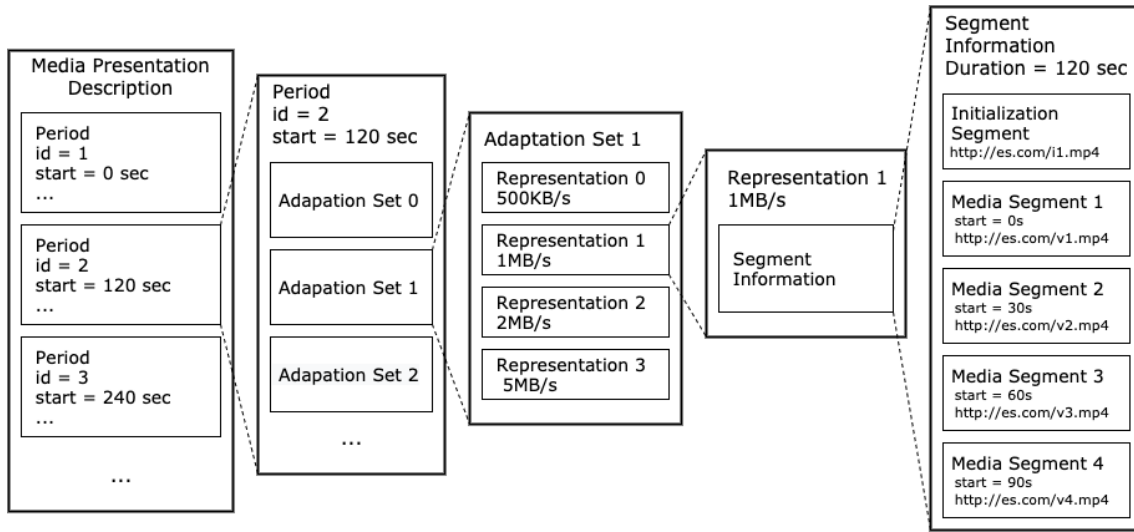 Media Presentation
Description
Period
id = 1
start = 0 sec
...
Period
id = 2
start = 120 sec
...
Period
id = 3
start = 240 sec
...
...
Period
id = 2
start = 120 sec
Adapation Set 0
Adapation Set 1
Adapation Set 2
...
Adaptation Set 1
Representation 0
500KB/s
Representation 1
1MB/s
Representation 2
2MB/s
Representation 3
5MB/s
Representation 1
1MB/s
Segment
Information
Segment
Information
Duration = 120 sec
Initialization
Segment
http://es.com/i1.mp4
Media Segment 1
start = 0s
http://es.com/v1.mp4
Media Segment 2
start = 30s
http://es.com/v2.mp4
Media Segment 3
start = 60s
http://es.com/v3.mp4
Media Segment 4
start = 90s
http://es.com/v4.mp4